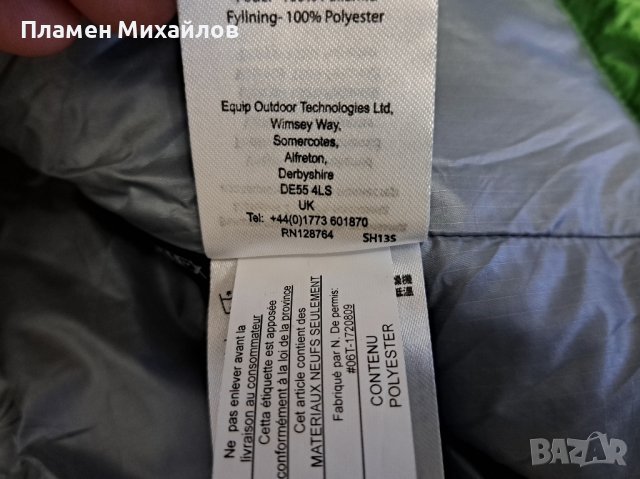 Пламен Михайлов
Fyllning- 100% Polyester
Equip Outdoor Technologies Ltd,
Wimsey Way,
Somercotes,
Alfreton,
Derbyshire
DE55 4LS
UK
Tel: +44(0)1773 601870
RN128764
SH13S
Ne pas enlever avant la
livraison au consommateur
Cetta étiquette est apposée
conformément à la loi de la province
Cet article contient des
MATERIAUX NEUFS SEULEMENT
Fabriqué par N. De permis:
#06T-1720809
CONTENU
POLYESTER
BAZAR